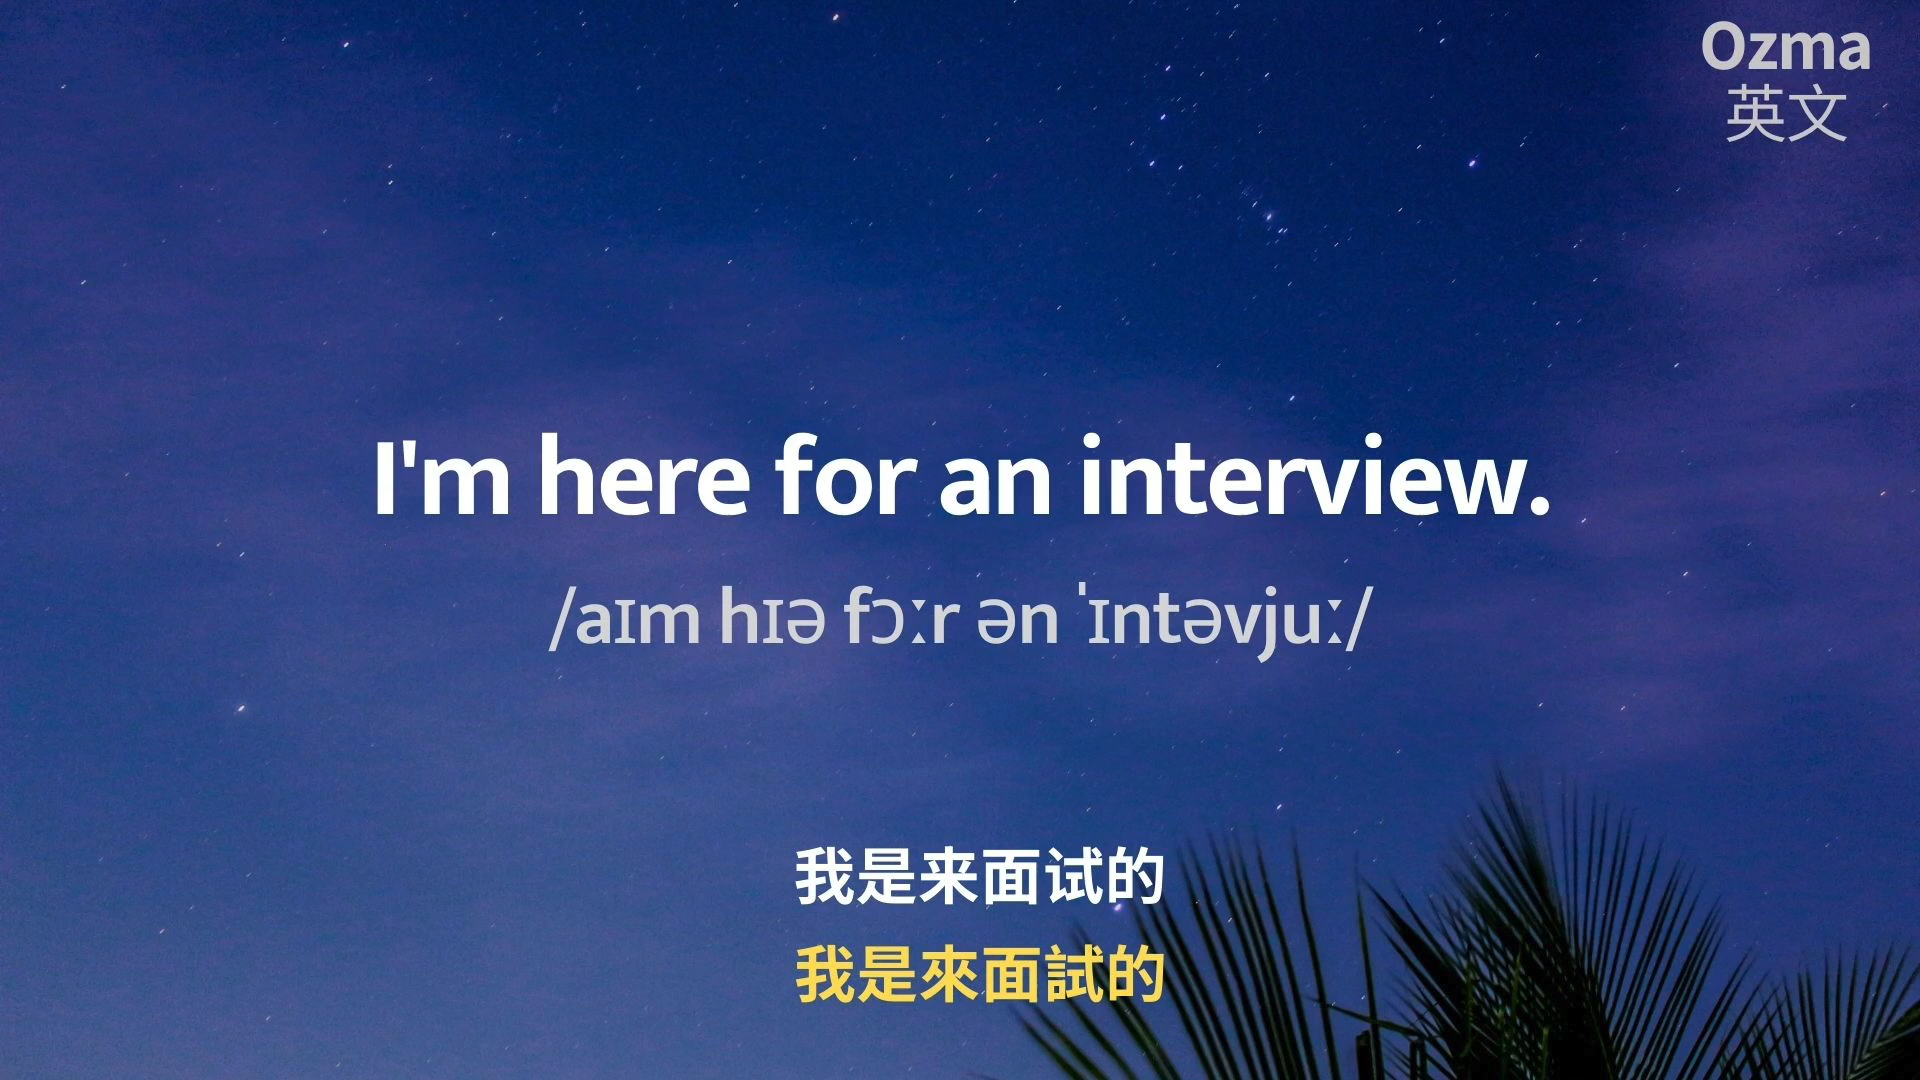 Ozma
英文
I'm here for an interview.
/aɪm hɪə fɔːr ən ˈɪntəvjuː/
我是来面试的
我是來面試的